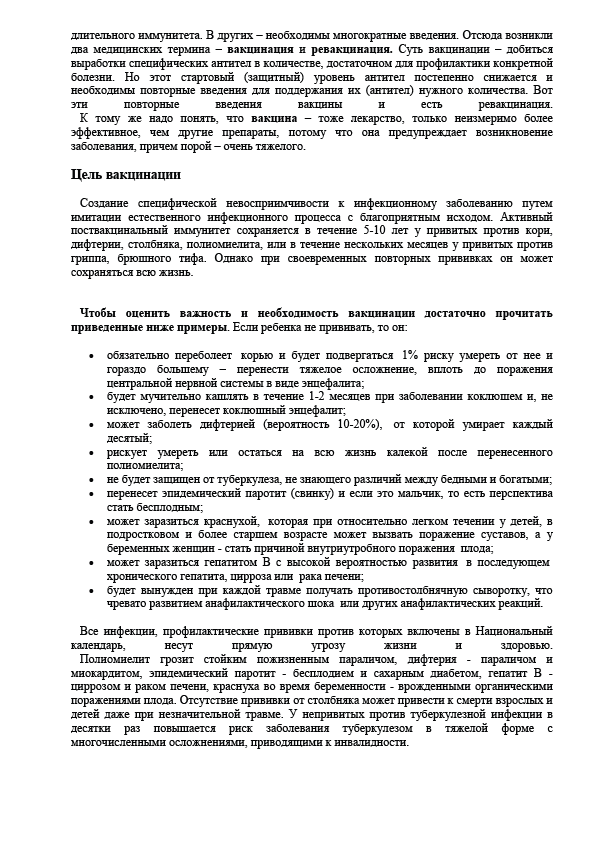 длительного иммунитета. В других – необходимы многократные введения. Отсюда возникли
два медицинских термина – вакцинация и ревакцинация. Суть вакцинации – добиться
выработки специфических антител в количестве, достаточном для профилактики конкретной
болезни. Но этот стартовый (защитный) уровень антител постепенно снижается и
необходимы повторные введения для поддержания их (антител) нужного количества. Вот
эти повторные введения вакцины и есть ревакцинация.
К тому же надо понять, что вакцина – тоже лекарство, только неизмеримо более
эффективное, чем другие препараты, потому что она предупреждает возникновение
заболевания, причем порой – очень тяжелого.
Цель вакцинации
Создание специфической невосприимчивости к инфекционному заболеванию путем
имитации естественного инфекционного процесса с благоприятным исходом. Активный
поствакцинальный иммунитет сохраняется в течение 5-10 лет у привитых против кори,
дифтерии, столбняка, полиомиелита, или в течение нескольких месяцев у привитых против
гриппа, брюшного тифа. Однако при своевременных повторных прививках он может
сохраняться всю жизнь.
Чтобы оценить важность и необходимость вакцинации достаточно прочитать
приведенные ниже примеры. Если ребенка не прививать, то он:
• обязательно переболеет корью и будет подвергаться 1% риску умереть от нее и
гораздо большему – перенести тяжелое осложнение, вплоть до поражения
центральной нервной системы в виде энцефалита;
• будет мучительно кашлять в течение 1-2 месяцев при заболевании коклюшем и, не
исключено, перенесет коклюшный энцефалит;
• может заболеть дифтерией (вероятность 10-20%), от которой умирает каждый
десятый;
• рискует умереть или остаться на всю жизнь калекой после перенесенного
полиомиелита;
• не будет защищен от туберкулеза, не знающего различий между бедными и богатыми;
• перенесет эпидемический паротит (свинку) и если это мальчик, то есть перспектива
стать бесплодным;
• может заразиться краснухой, которая при относительно легком течении у детей, в
подростковом и более старшем возрасте может вызвать поражение суставов, а у
беременных женщин - стать причиной внутриутробного поражения плода;
• может заразиться гепатитом В с высокой вероятностью развития в последующем
хронического гепатита, цирроза или рака печени;
• будет вынужден при каждой травме получать противостолбнячную сыворотку, что
чревато развитием анафилактического шока или других анафилактических реакций.
Все инфекции, профилактические прививки против которых включены в Национальный
календарь, несут прямую угрозу жизни и здоровью.
Полиомиелит грозит стойким пожизненным параличом, дифтерия - параличом и
миокардитом, эпидемический паротит - бесплодием и сахарным диабетом, гепатит В -
циррозом и раком печени, краснуха во время беременности - врожденными органическими
поражениями плода. Отсутствие прививки от столбняка может привести к смерти взрослых и
детей даже при незначительной травме. У непривитых против туберкулезной инфекции в
десятки раз повышается риск заболевания туберкулезом в тяжелой форме с
многочисленными осложнениями, приводящими к инвалидности.